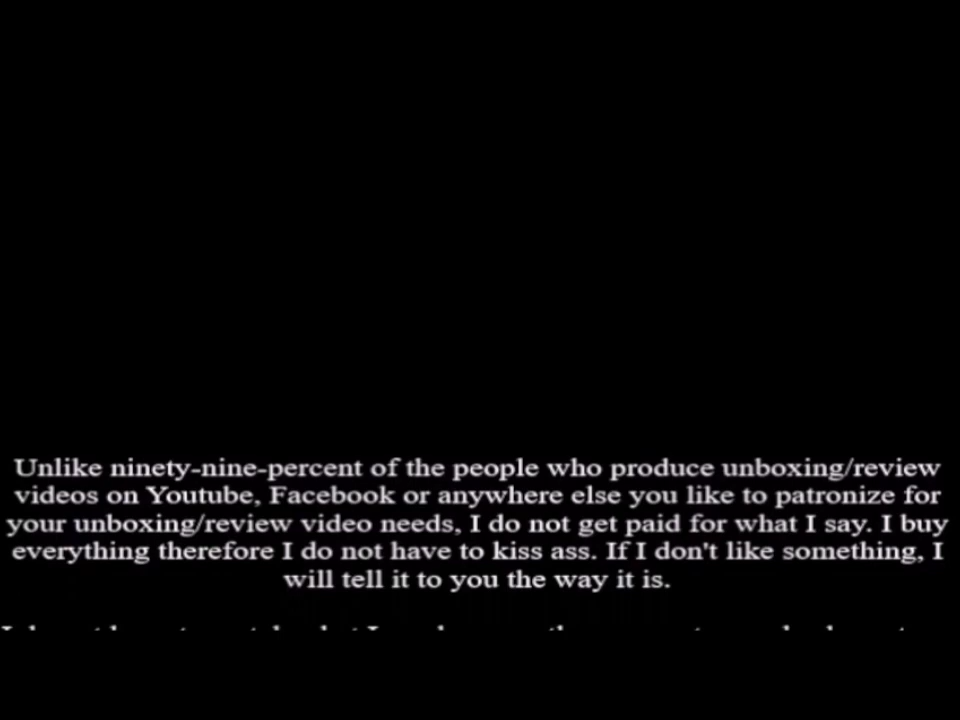 Unlike ninety-nine-percent of the people who produce unboxing/review
videos on Youtube, Facebook or anywhere else you like to patronize for
your unboxing/review video needs, I do not get paid for what I say. I buy
everything therefore I do not have to kiss ass. If I don't like something, I
will tell it to you the way it is.